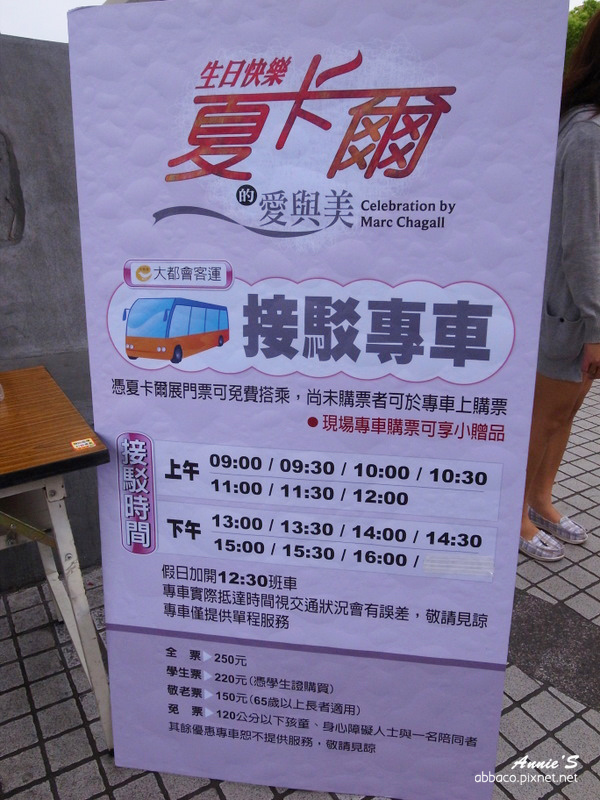 生日快樂
夏卡爾
的愛與美
Celebration by
Marc Chagall
大都會客運
接駁專車
憑夏卡爾展門票可免費搭乘，尚未購票者可於專車上購票
●現場專車購票可享小贈品
接駁時間
上午 09:00 / 09:30 / 10:00 / 10:30
11:00 / 11:30 / 12:00
下午 13:00 / 13:30 / 14:00 / 14:30
15:00 / 15:30 / 16:00 /
假日加開12:30班車
專車實際抵達時間視交通狀況會有誤差，敬請見諒
專車僅提供單程服務
全 票▶250元
學生票▶220元(憑學生證購買)
敬老票▶150元(65歲以上長者適用)
免 票▶120公分以下孩童、身心障礙人士與一名陪同者
其餘優惠專車恕不提供服務，敬請見諒
Annie'S
abbaco.pixnet.net